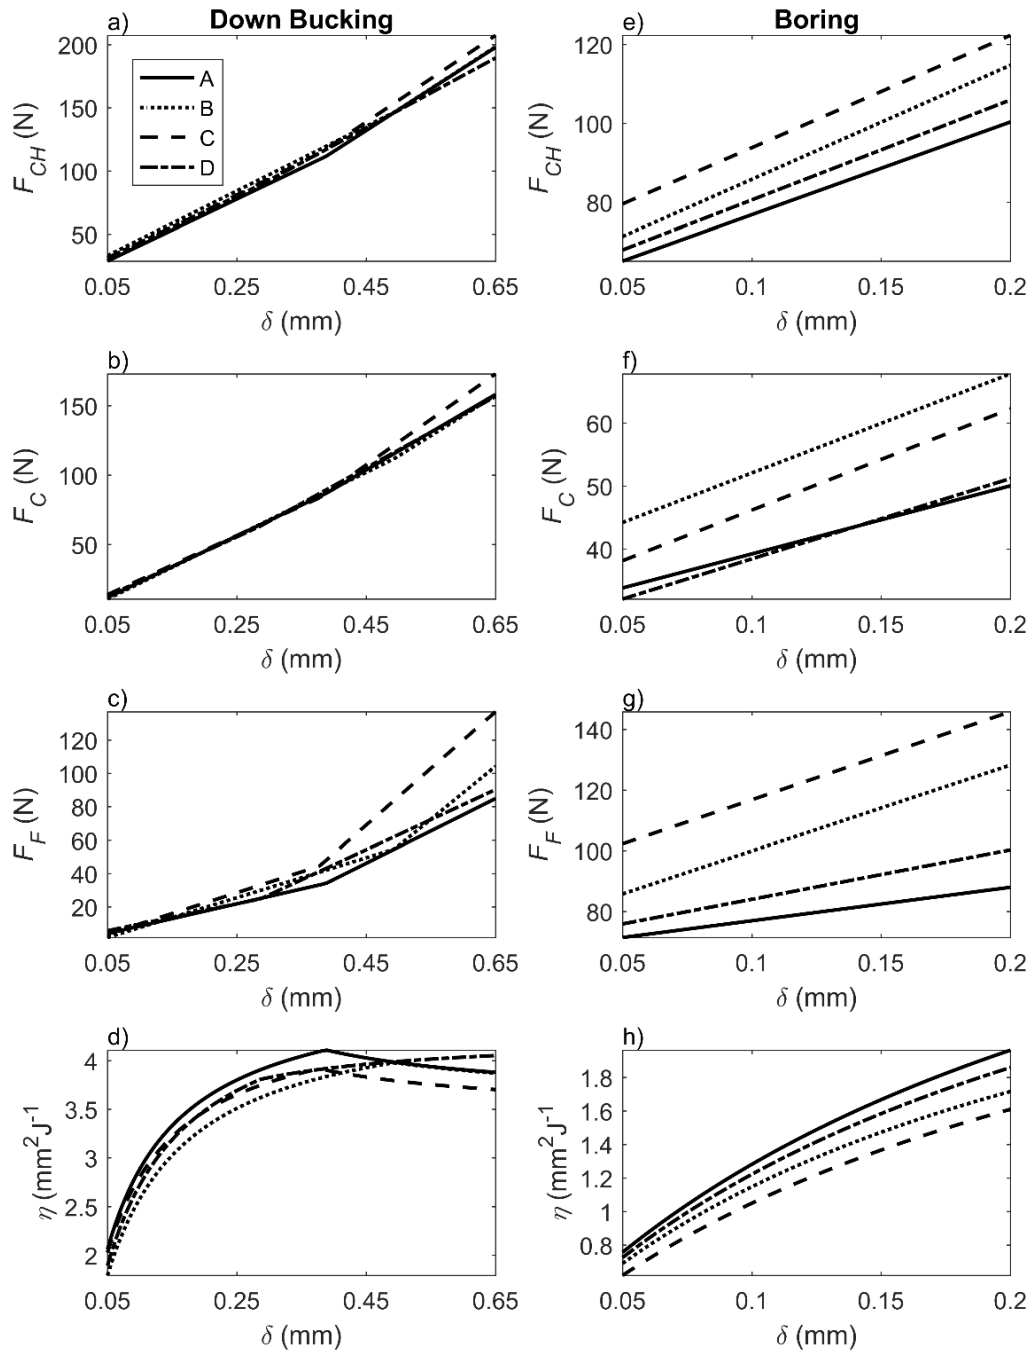 Down Bucking
a)
200
150
100
50
F_CH (N)
A
B
C
D
0.05 0.25 0.45 0.65
δ (mm)
b)
150
100
50
F_C (N)
0.05 0.25 0.45 0.65
δ (mm)
c)
120
100
80
60
40
20
F_F (N)
0.05 0.25 0.45 0.65
δ (mm)
d)
4
3.5
3
2.5
2
η (mm²J⁻¹)
0.05 0.25 0.45 0.65
δ (mm)
Boring
e)
120
100
80
F_CH (N)
0.05 0.1 0.15 0.2
δ (mm)
f)
60
50
40
F_C (N)
0.05 0.1 0.15 0.2
δ (mm)
g)
140
120
100
80
F_F (N)
0.05 0.1 0.15 0.2
δ (mm)
h)
1.8
1.6
1.4
1.2
1
0.8
η (mm²J⁻¹)
0.05 0.1 0.15 0.2
δ (mm)